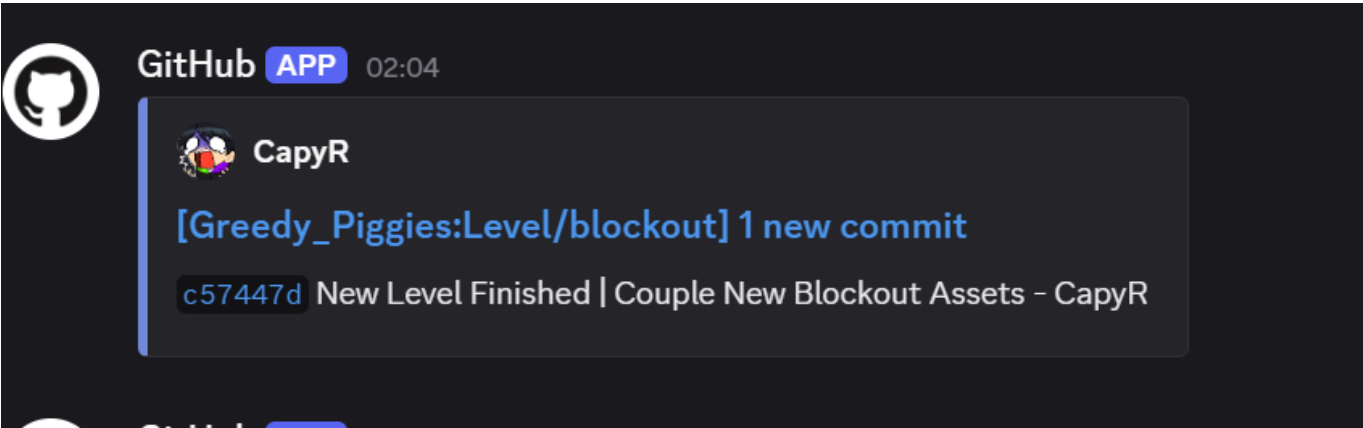 GitHub APP 02:04
CapyR
[Greedy_Piggies:Level/blockout] 1 new commit
c57447d New Level Finished | Couple New Blockout Assets - CapyR